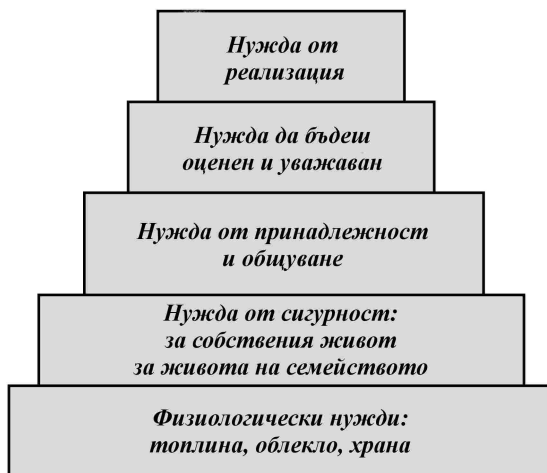 Нужда от
реализация
Нужда да бъдеш
оценен и уважаван
Нужда от принадлежност
и общуване
Нужда от сигурност:
за собствения живот
за живота на семейството
Физиологически нужди:
топлина, облекло, храна